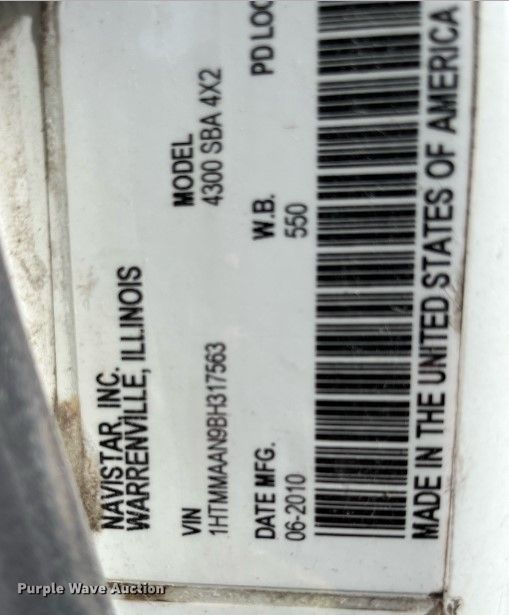 NAVISTAR, INC.
WARRENVILLE, ILLINOIS
VIN
1HTMMAAN9BH317563
MODEL
4300 SBA 4X2
DATE MFG.
06-2010
W.B.
550
PD LOC
MADE IN THE UNITED STATES OF AMERICA
Purple Wave Auction